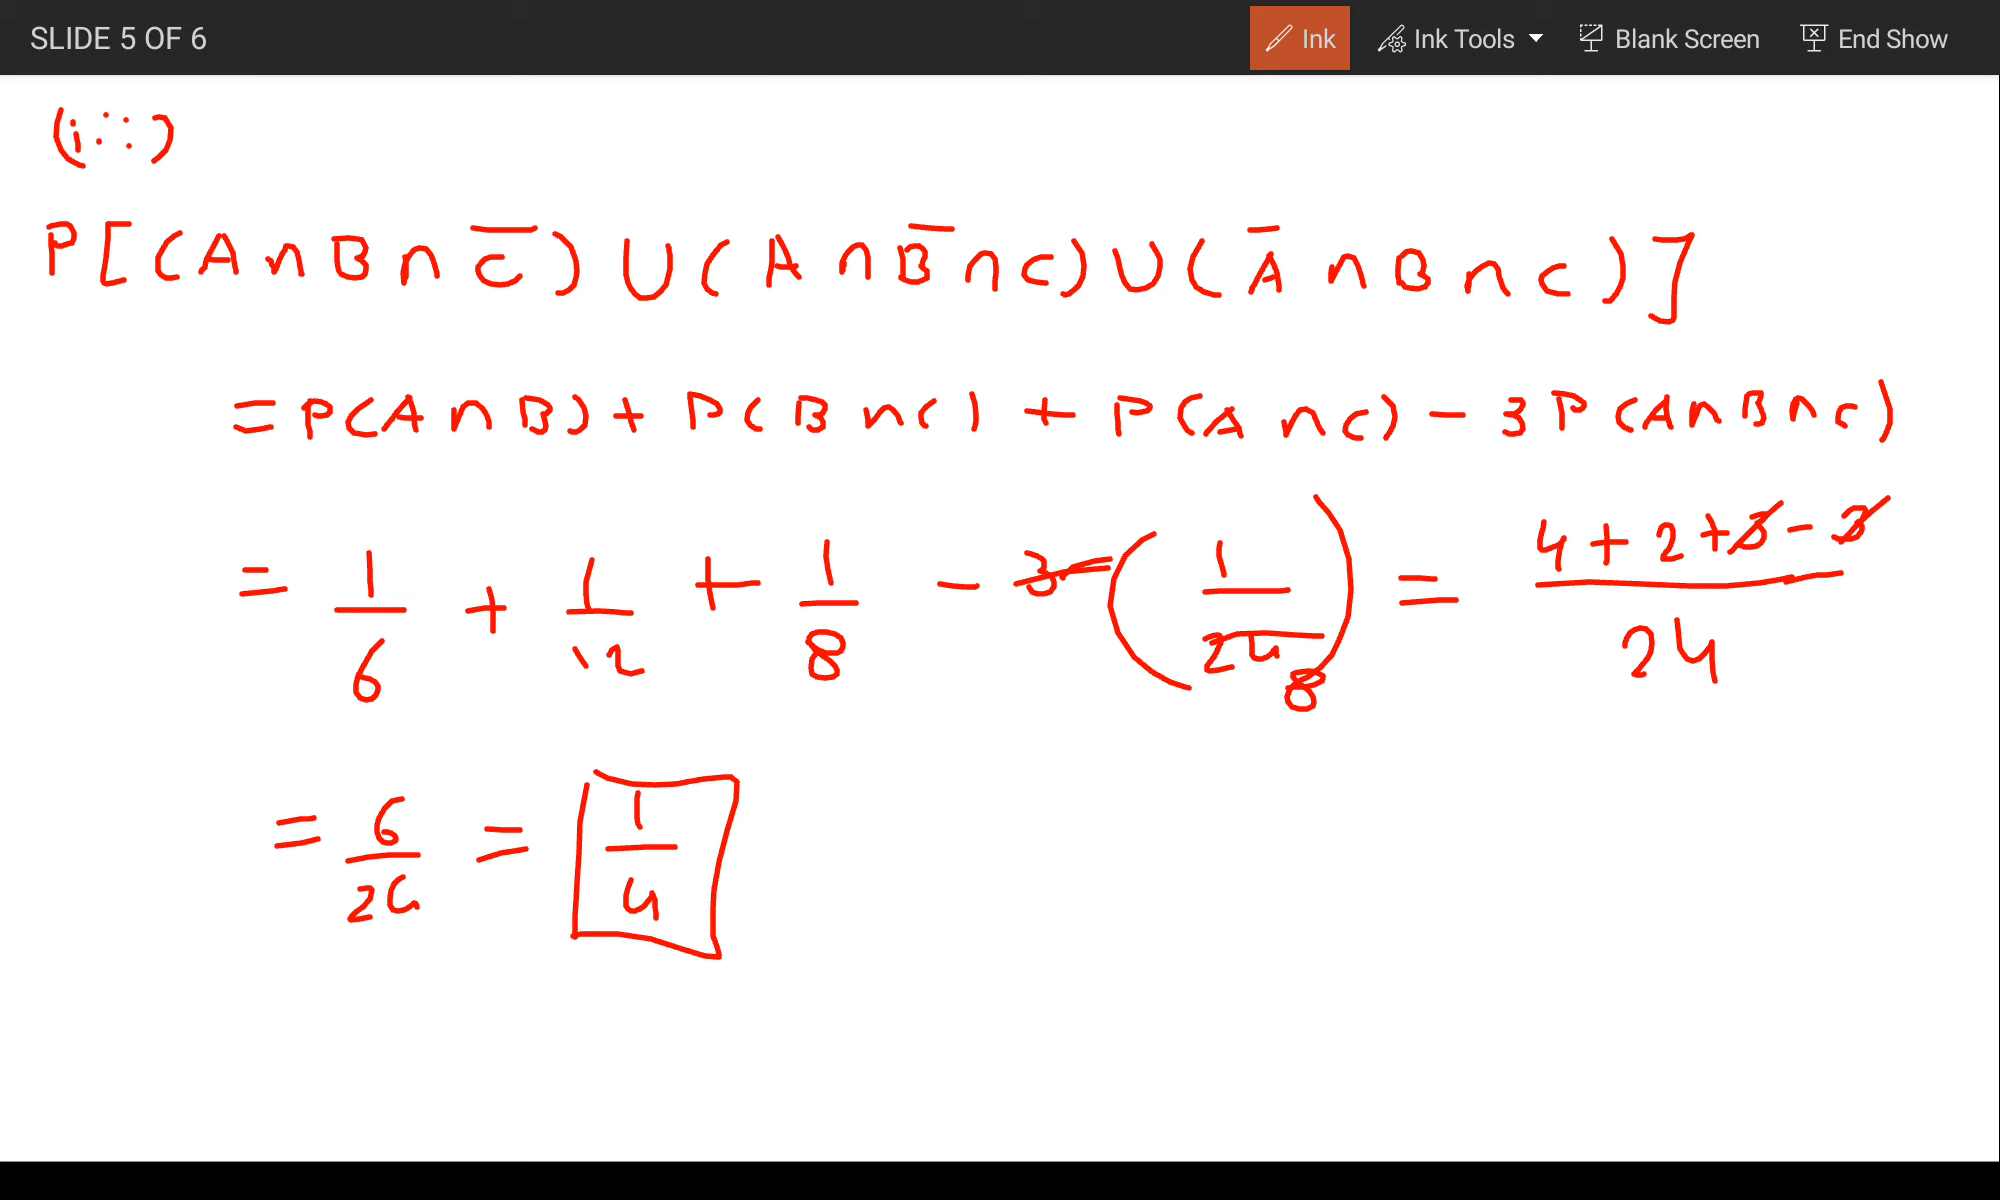 SLIDE 5 OF 6 Ink Ink Tools Blank Screen End Show
(iii)
P[(A∩B∩C̅)∪(A∩B̅∩C)∪(A̅∩B∩C)]
= P(A∩B) + P(B∩C) + P(A∩C) - 3P(A∩B∩C)
= 1/6 + 1/12 + 1/8 - 3(1/24 8) = 4+2+3-3/24
= 6/24 = 1/4